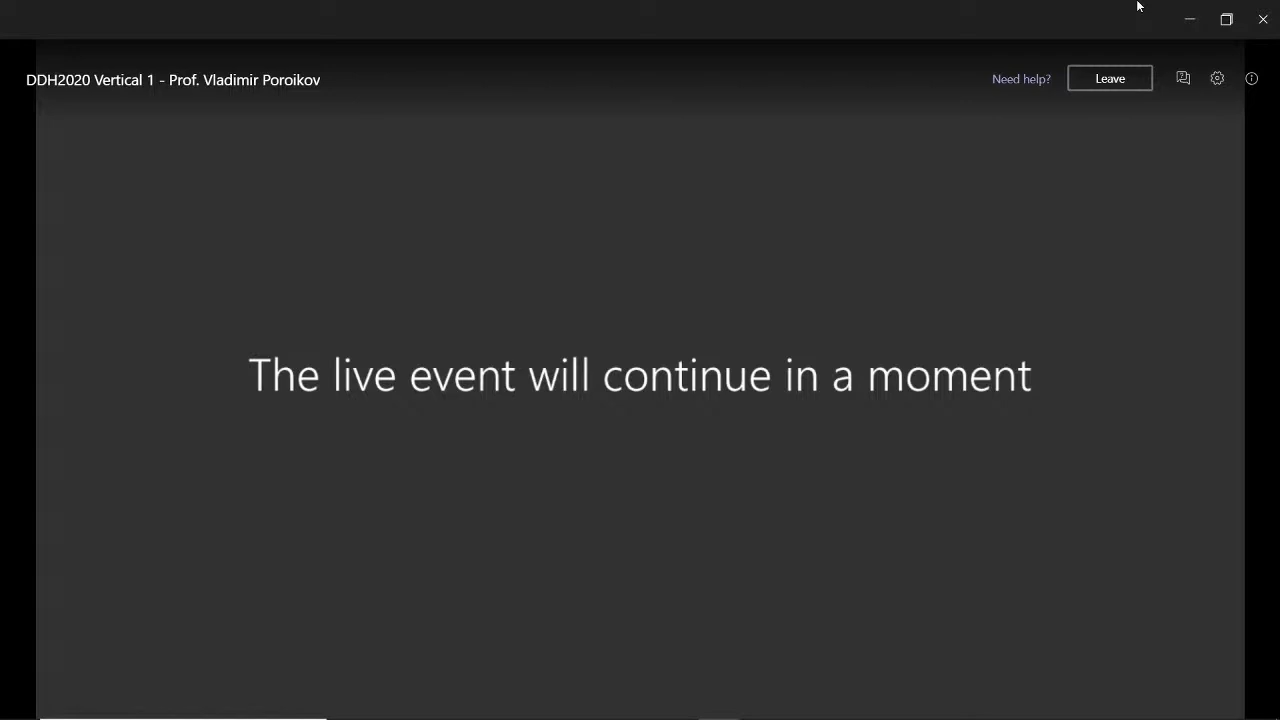 DDH2020 Vertical 1 - Prof. Vladimir Poroikov
Need help?
Leave
The live event will continue in a moment